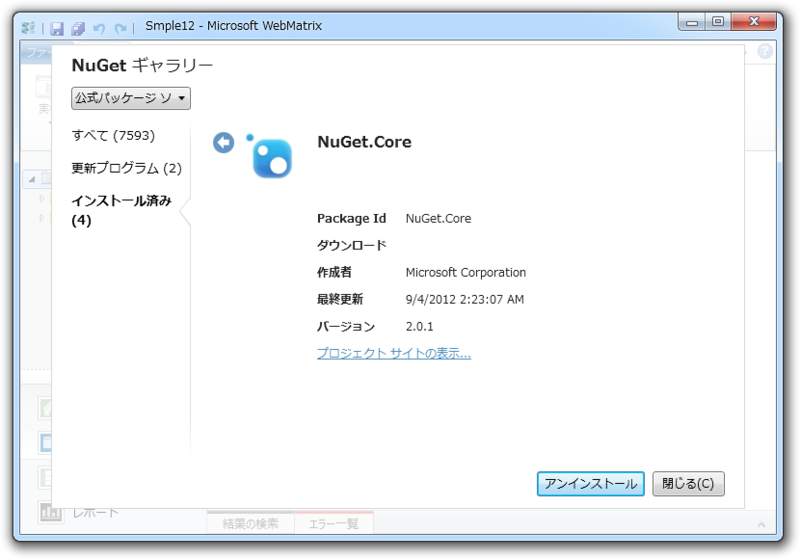 Smple12 - Microsoft WebMatrix
NuGet ギャラリー
公式パッケージ ソ
すべて (7593)
更新プログラム (2)
インストール済み
(4)
NuGet.Core
Package Id NuGet.Core
ダウンロード
作成者 Microsoft Corporation
最終更新 9/4/2012 2:23:07 AM
バージョン 2.0.1
プロジェクト サイトの表示...
アンインストール 閉じる(C)
レポート
結果の検索 エラー一覧